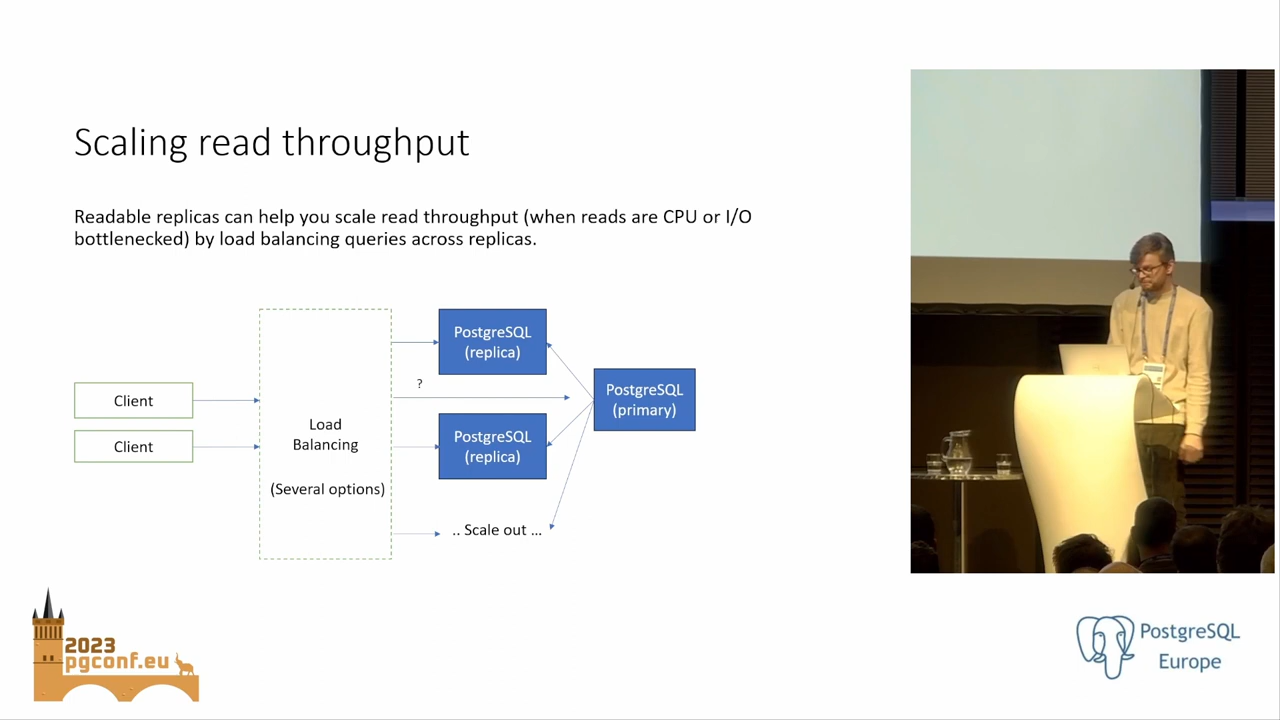 Scaling read throughput
Readable replicas can help you scale read throughput (when reads are CPU or I/O
bottlenecked) by load balancing queries across replicas.
Client
Client
Load
Balancing
(Several options)
PostgreSQL
(replica)
?
PostgreSQL
(replica)
.. Scale out ...
PostgreSQL
(primary)
2023
pgconf.eu
PostgreSQL
Europe